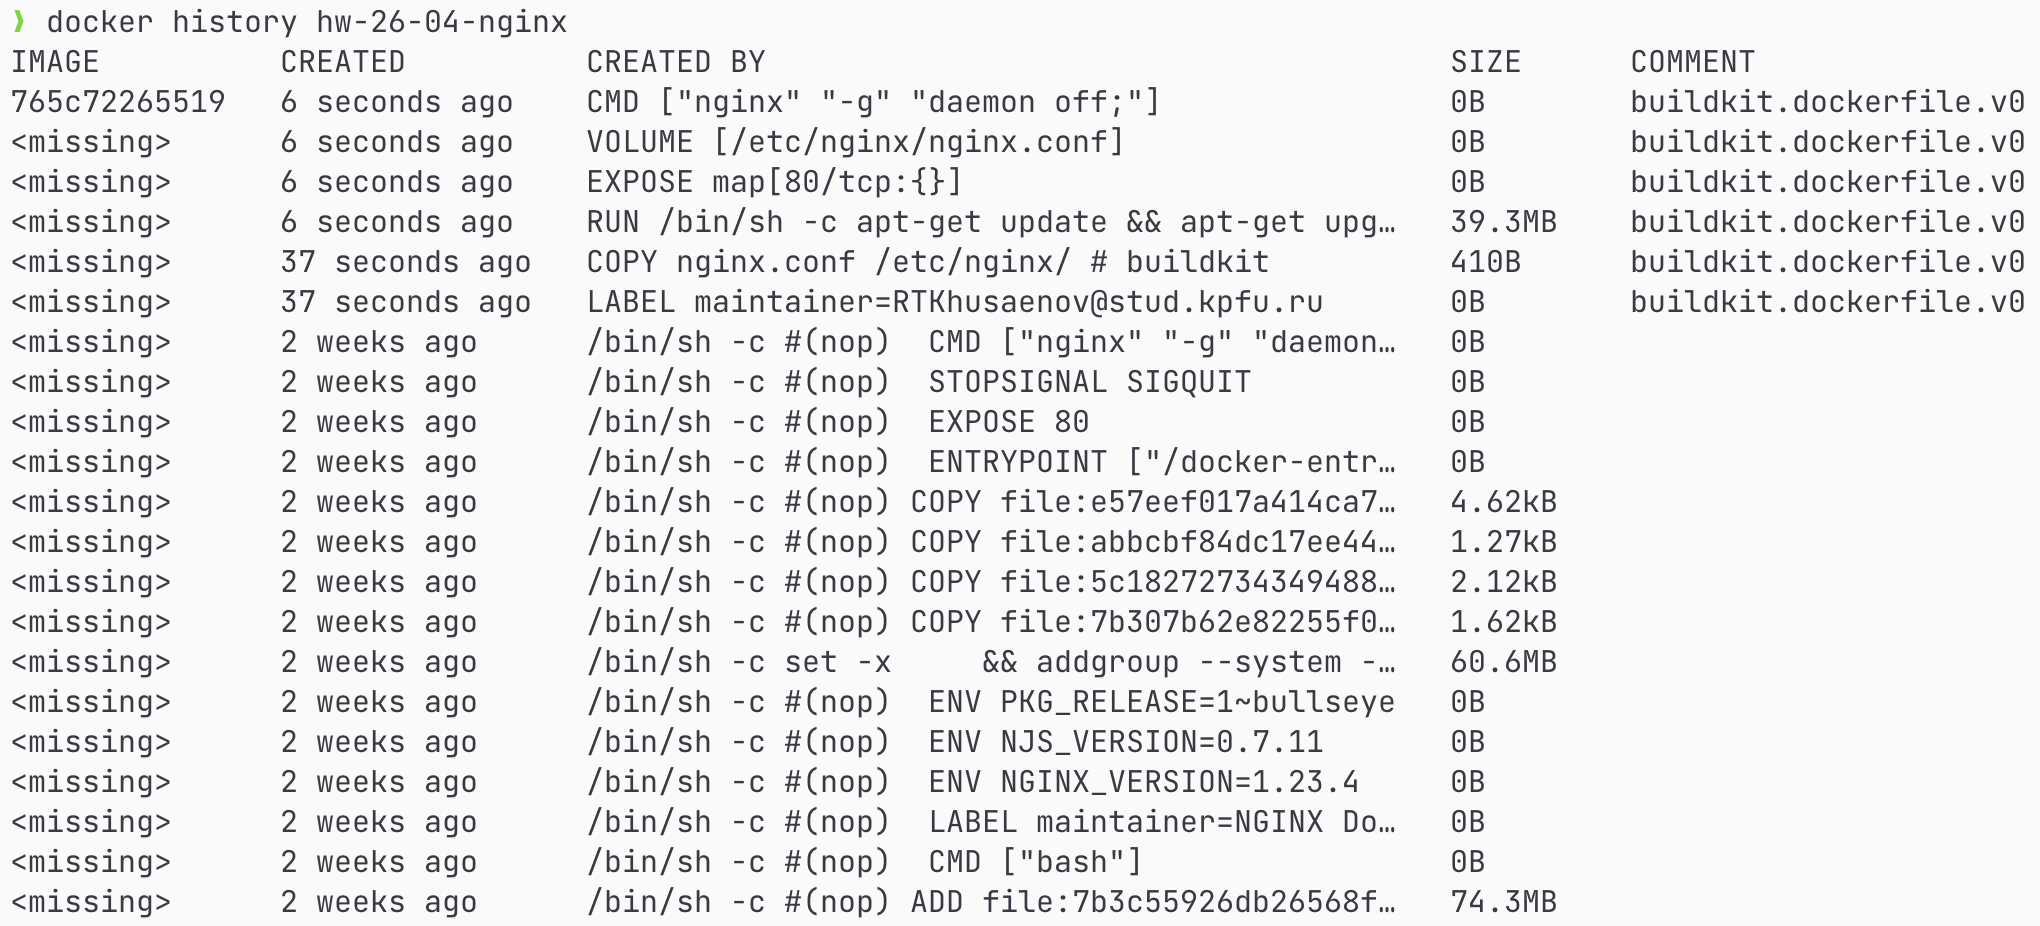 ❯ docker history hw-26-04-nginx
IMAGE          CREATED          CREATED BY                                      SIZE      COMMENT
765c72265519   6 seconds ago    CMD ["nginx" "-g" "daemon off;"]                0B        buildkit.dockerfile.v0
<missing>      6 seconds ago    VOLUME [/etc/nginx/nginx.conf]                  0B        buildkit.dockerfile.v0
<missing>      6 seconds ago    EXPOSE map[80/tcp:{}]                           0B        buildkit.dockerfile.v0
<missing>      6 seconds ago    RUN /bin/sh -c apt-get update && apt-get upg…   39.3MB    buildkit.dockerfile.v0
<missing>      37 seconds ago   COPY nginx.conf /etc/nginx/ # buildkit          410B      buildkit.dockerfile.v0
<missing>      37 seconds ago   LABEL maintainer=RTKhusaenov@stud.kpfu.ru       0B        buildkit.dockerfile.v0
<missing>      2 weeks ago      /bin/sh -c #(nop)  CMD ["nginx" "-g" "daemon…   0B
<missing>      2 weeks ago      /bin/sh -c #(nop)  STOPSIGNAL SIGQUIT           0B
<missing>      2 weeks ago      /bin/sh -c #(nop)  EXPOSE 80                    0B
<missing>      2 weeks ago      /bin/sh -c #(nop)  ENTRYPOINT ["/docker-entr…   0B
<missing>      2 weeks ago      /bin/sh -c #(nop) COPY file:e57eef017a414ca7…   4.62kB
<missing>      2 weeks ago      /bin/sh -c #(nop) COPY file:abbcbf84dc17ee44…   1.27kB
<missing>      2 weeks ago      /bin/sh -c #(nop) COPY file:5c18272734349488…   2.12kB
<missing>      2 weeks ago      /bin/sh -c #(nop) COPY file:7b307b62e82255f0…   1.62kB
<missing>      2 weeks ago      /bin/sh -c set -x     && addgroup --system -…   60.6MB
<missing>      2 weeks ago      /bin/sh -c #(nop)  ENV PKG_RELEASE=1~bullseye   0B
<missing>      2 weeks ago      /bin/sh -c #(nop)  ENV NJS_VERSION=0.7.11       0B
<missing>      2 weeks ago      /bin/sh -c #(nop)  ENV NGINX_VERSION=1.23.4     0B
<missing>      2 weeks ago      /bin/sh -c #(nop)  LABEL maintainer=NGINX Do…   0B
<missing>      2 weeks ago      /bin/sh -c #(nop)  CMD ["bash"]                 0B
<missing>      2 weeks ago      /bin/sh -c #(nop) ADD file:7b3c55926db26568f…   74.3MB